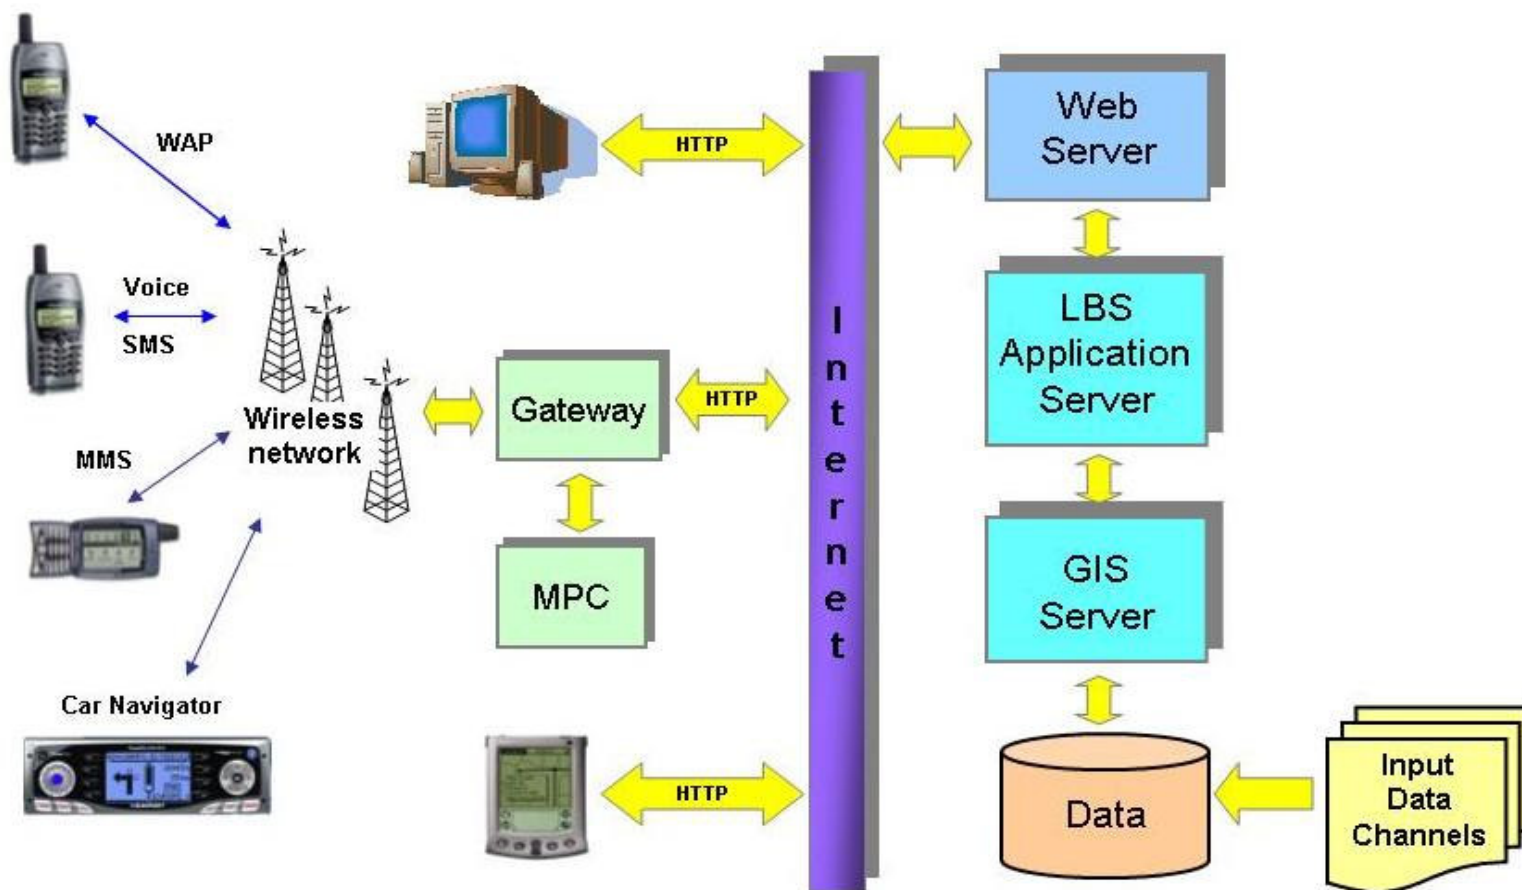 WAP
Voice
SMS
MMS
Car Navigator
Wireless
network
Gateway
MPC
HTTP
HTTP
HTTP
Internet
Web
Server
LBS
Application
Server
GIS
Server
Data
Input
Data
Channels